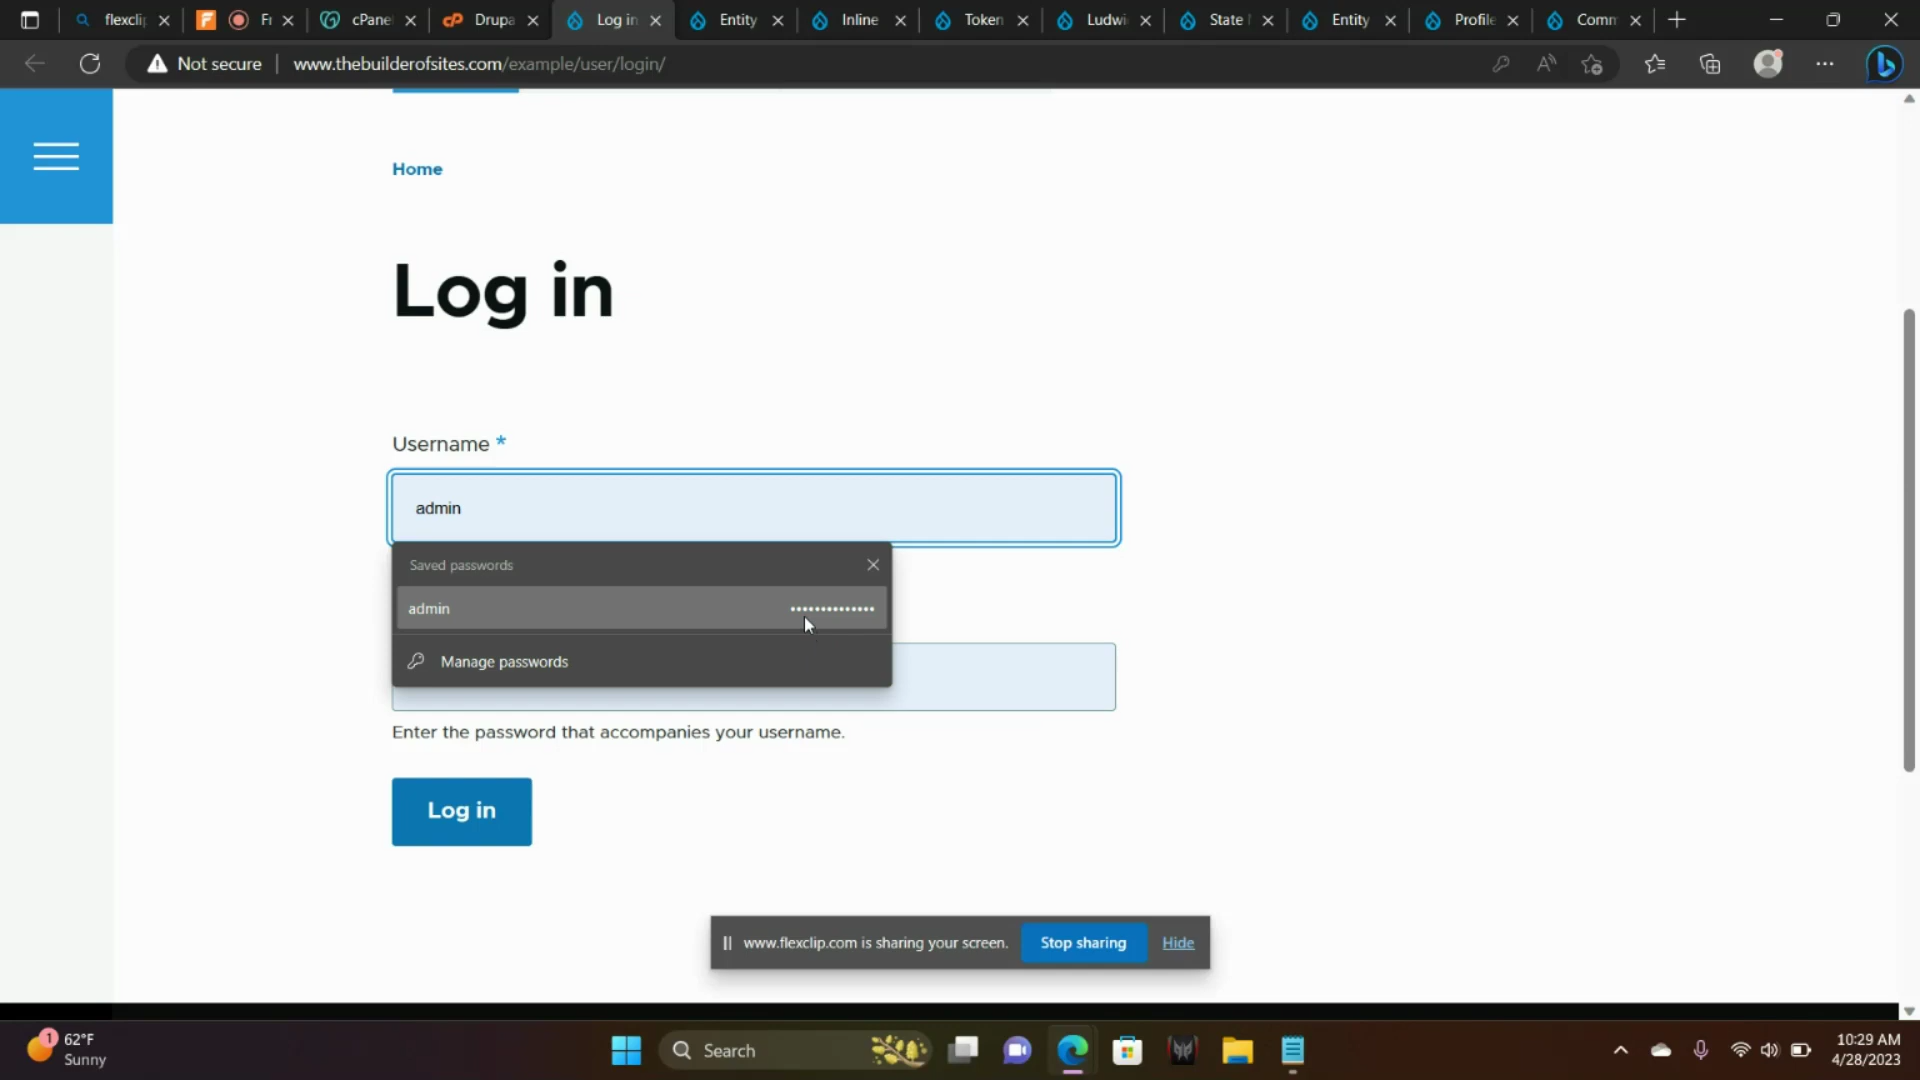 flexclip
Fr
cPane
Drupa
Log in
Entity
Inline
Token
Ludwi
State
Entity
Profile
Comm
Not secure
www.thebuilderofsites.com/example/user/login/
Home
Log in
Username *
admin
Saved passwords
admin ••••••••••••••
Manage passwords
Enter the password that accompanies your username.
Log in
www.flexclip.com is sharing your screen.
Stop sharing
Hide
1
62°F
Sunny
Search
10:29 AM
4/28/2023